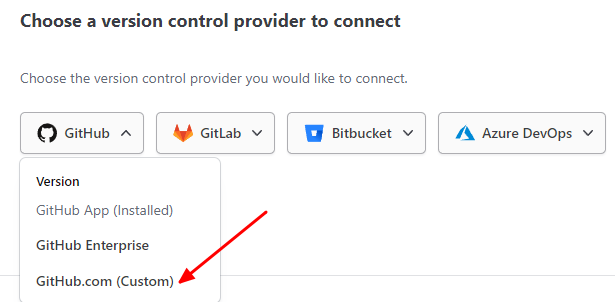 Choose a version control provider to connect
Choose the version control provider you would like to connect.
GitHub GitLab Bitbucket Azure DevOps
Version
GitHub App (Installed)
GitHub Enterprise
GitHub.com (Custom)